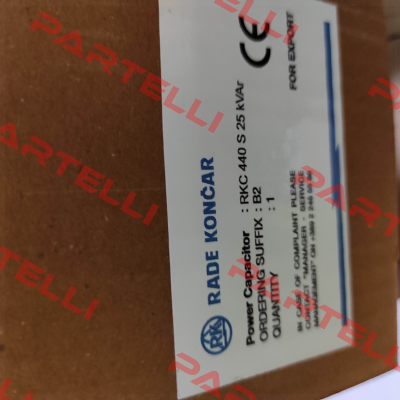 RADE KONČAR
Power Capacitor : RKC 440 S 25 kVAr
ORDERING SUFFIX : B2
QUANTITY : 1
CE
FOR EXPORT
IN CASE OF COMPLAINT PLEASE
CONTACT "MANAGER - SERVICE
PARTELLI
PARTELLI
PARTELLI
PARTELLI